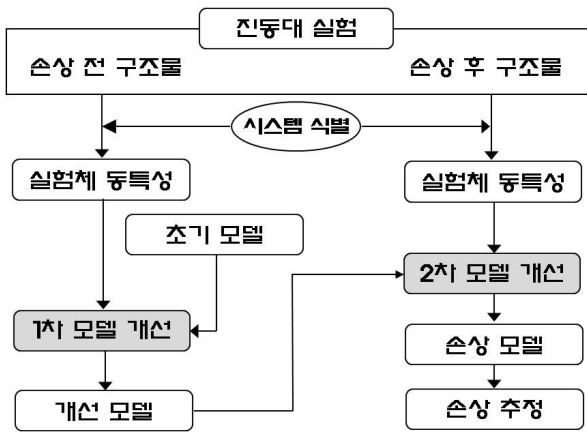 진동대 실험
손상 전 구조물
손상 후 구조물
시스템 식별
실험체 동특성
실험체 동특성
초기 모델
2차 모델 개선
1차 모델 개선
손상 모델
개선 모델
손상 추정